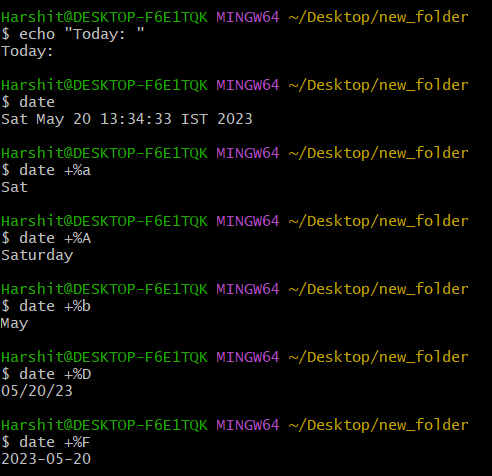 Harshit@DESKTOP-F6E1TQK MINGW64 ~/Desktop/new_folder
$ echo "Today: "
Today:
Harshit@DESKTOP-F6E1TQK MINGW64 ~/Desktop/new_folder
$ date
Sat May 20 13:34:33 IST 2023
Harshit@DESKTOP-F6E1TQK MINGW64 ~/Desktop/new_folder
$ date +%a
Sat
Harshit@DESKTOP-F6E1TQK MINGW64 ~/Desktop/new_folder
$ date +%A
Saturday
Harshit@DESKTOP-F6E1TQK MINGW64 ~/Desktop/new_folder
$ date +%b
May
Harshit@DESKTOP-F6E1TQK MINGW64 ~/Desktop/new_folder
$ date +%D
05/20/23
Harshit@DESKTOP-F6E1TQK MINGW64 ~/Desktop/new_folder
$ date +%F
2023-05-20